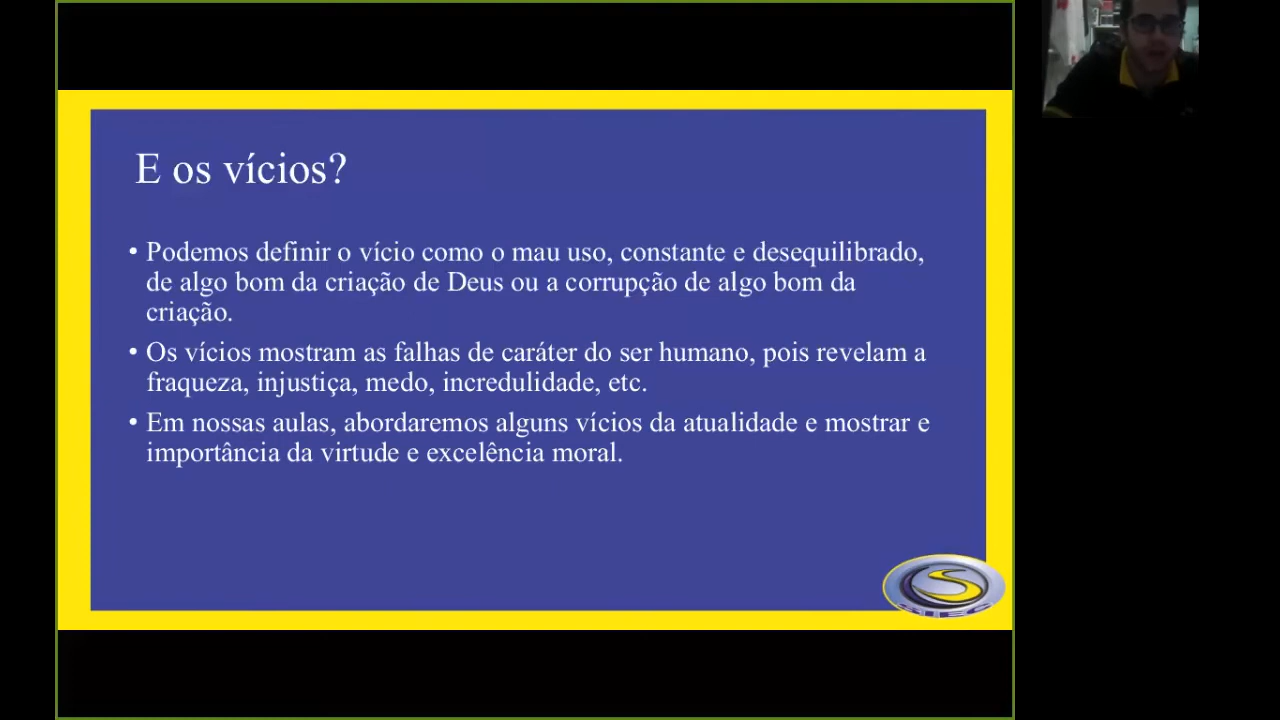 E os vícios?
• Podemos definir o vício como o mau uso, constante e desequilibrado,
de algo bom da criação de Deus ou a corrupção de algo bom da
criação.
• Os vícios mostram as falhas de caráter do ser humano, pois revelam a
fraqueza, injustiça, medo, incredulidade, etc.
• Em nossas aulas, abordaremos alguns vícios da atualidade e mostrar e
importância da virtude e excelência moral.